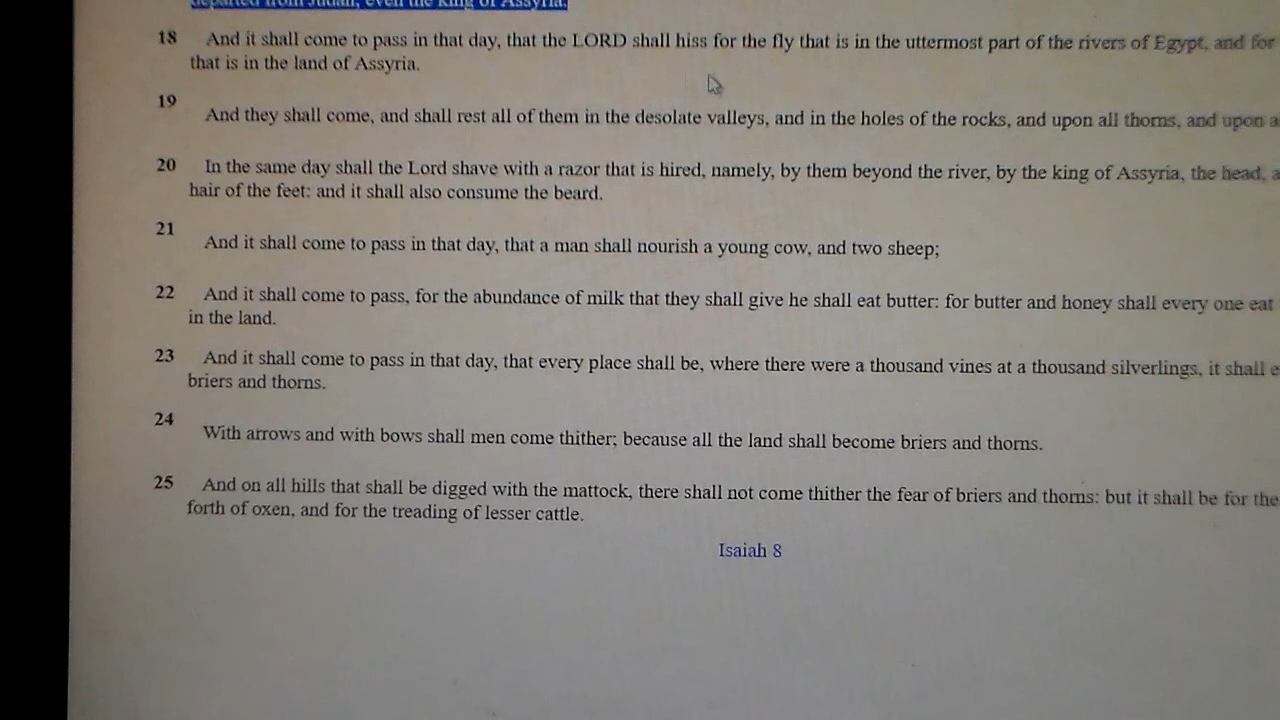 departed from Judah, even the king of Assyria.
18 And it shall come to pass in that day, that the LORD shall hiss for the fly that is in the uttermost part of the rivers of Egypt, and for
that is in the land of Assyria.
19 And they shall come, and shall rest all of them in the desolate valleys, and in the holes of the rocks, and upon all thorns, and upon a
20 In the same day shall the Lord shave with a razor that is hired, namely, by them beyond the river, by the king of Assyria, the head, a
hair of the feet: and it shall also consume the beard.
21 And it shall come to pass in that day, that a man shall nourish a young cow, and two sheep;
22 And it shall come to pass, for the abundance of milk that they shall give he shall eat butter: for butter and honey shall every one eat
in the land.
23 And it shall come to pass in that day, that every place shall be, where there were a thousand vines at a thousand silverlings, it shall e
briers and thorns.
24 With arrows and with bows shall men come thither; because all the land shall become briers and thorns.
25 And on all hills that shall be digged with the mattock, there shall not come thither the fear of briers and thorns: but it shall be for the
forth of oxen, and for the treading of lesser cattle.
Isaiah 8